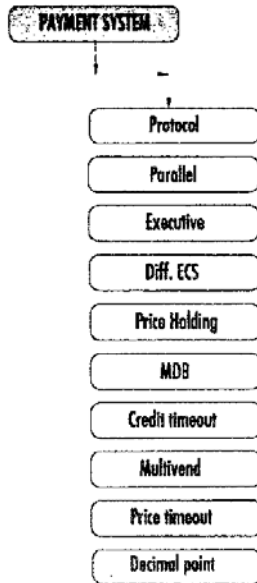 PAYMENT SYSTEM
Protocol
Parallel
Executive
Diff. ECS
Price Holding
MDB
Credit timeout
Multivend
Price timeout
Decimal point